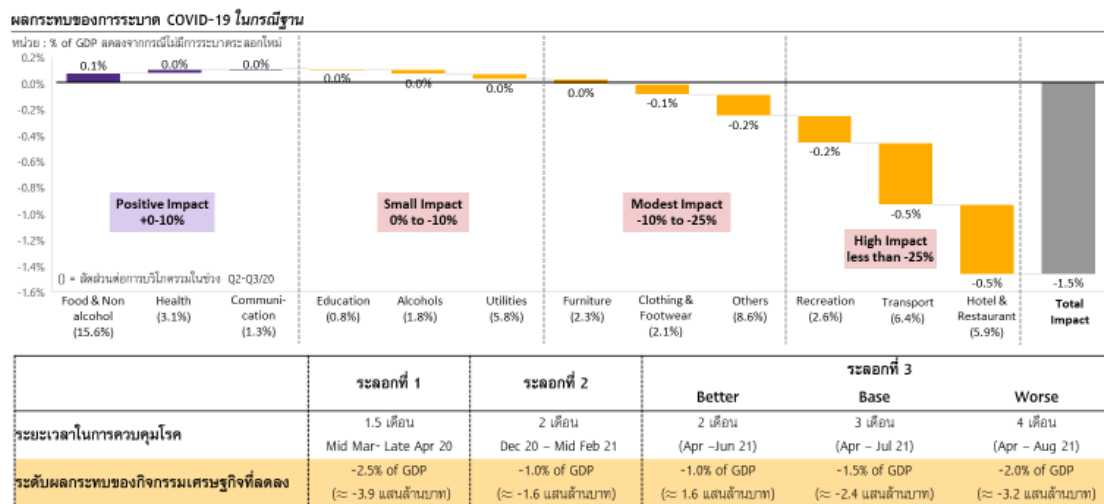 ผลกระทบของการระบาด COVID-19 ในกรณีฐาน
หน่วย : % of GDP ลดลงจากกรณีไม่มีการระบาดระลอกใหม่
0.2%
0.0%
-0.2%
-0.4%
-0.6%
-0.8%
-1.0%
-1.2%
-1.4%
-1.6%
0.1%
0.0%
0.0%
0.0%
0.0%
0.0%
0.0%
-0.1%
-0.2%
-0.2%
-0.5%
-0.5%
-1.5%
Positive Impact
+0-10%
Small Impact
0% to -10%
Modest Impact
-10% to -25%
High Impact
less than -25%
() = สัดส่วนต่อการบริโภครวมในช่วง Q2-Q3/20
Food & Non alcohol (15.6%)
Health (3.1%)
Communi-cation (1.3%)
Education (0.8%)
Alcohols (1.8%)
Utilities (5.8%)
Furniture (2.3%)
Clothing & Footwear (2.1%)
Others (8.6%)
Recreation (2.6%)
Transport (6.4%)
Hotel & Restaurant (5.9%)
Total Impact
ระลอกที่ 1
ระลอกที่ 2
ระลอกที่ 3
Better Base Worse
ระยะเวลาในการควบคุมโรค
1.5 เดือน 2 เดือน 2 เดือน 3 เดือน 4 เดือน
Mid Mar- Late Apr 20 Dec 20 – Mid Feb 21 (Apr –Jun 21) (Apr – Jul 21) (Apr – Aug 21)
ระดับผลกระทบของกิจกรรมเศรษฐกิจที่ลดลง
-2.5% of GDP -1.0% of GDP -1.0% of GDP -1.5% of GDP -2.0% of GDP
(≈ -3.9 แสนล้านบาท) (≈ -1.6 แสนล้านบาท) (≈ 1.6 แสนล้านบาท) (≈ -2.4 แสนล้านบาท) (≈ -3.2 แสนล้านบาท)